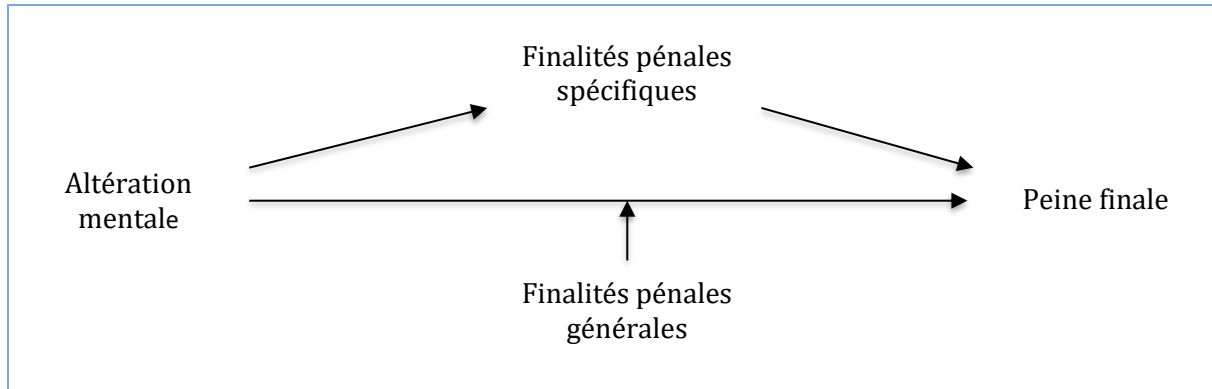 Finalités pénales
spécifiques
Altération
mentale
Peine finale
Finalités pénales
générales